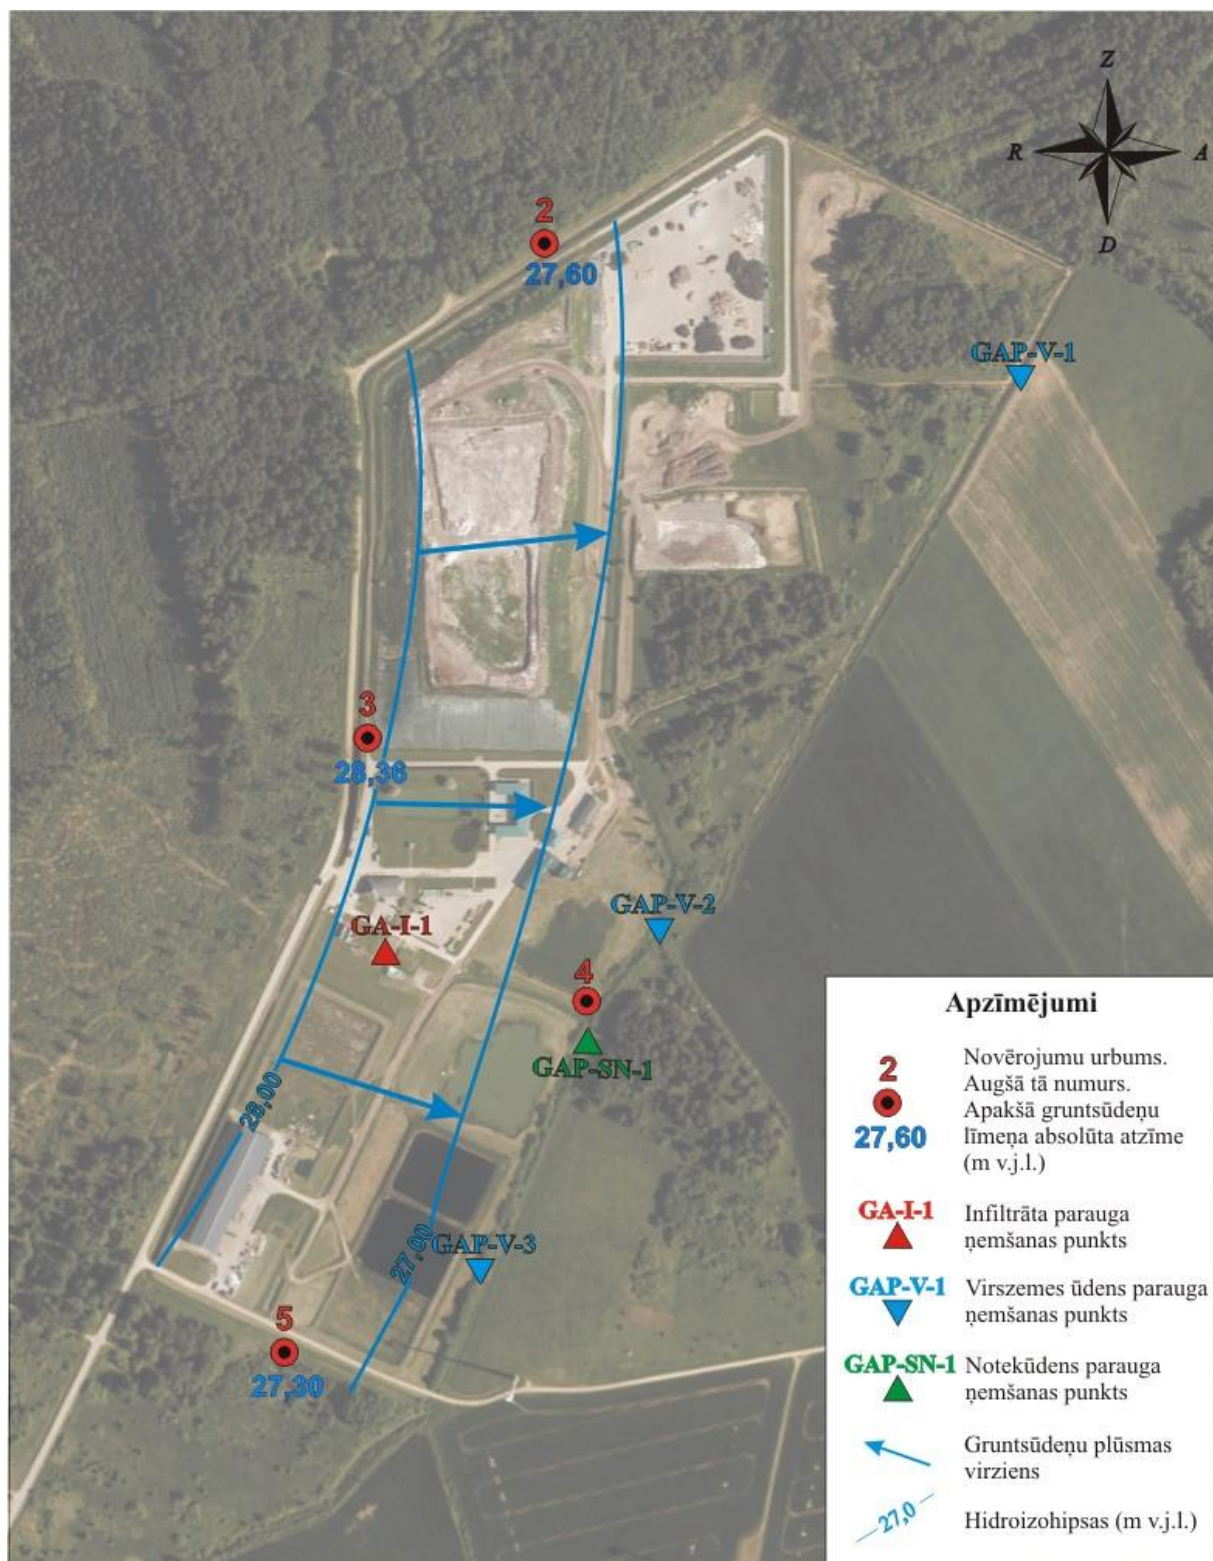 Z
R
A
D
2
27,60
GAP-V-1
3
28,36
GAP-V-2
GA-I-1
4
GAP-SN-1
28,00
27,00
GAP-V-3
5
27,30
Apzīmējumi
2
27,60
Novērojumu urbums.
Augšā tā numurs.
Apakšā gruntsūdeņu
līmeņa absolūta atzīme
(m v.j.l.)
GA-I-1
Infiltrāta parauga
ņemšanas punkts
GAP-V-1
Virszemes ūdens parauga
ņemšanas punkts
GAP-SN-1
Notekūdens parauga
ņemšanas punkts
Gruntsūdeņu plūsmas
virziens
27,0
Hidroizohipsas (m v.j.l.)